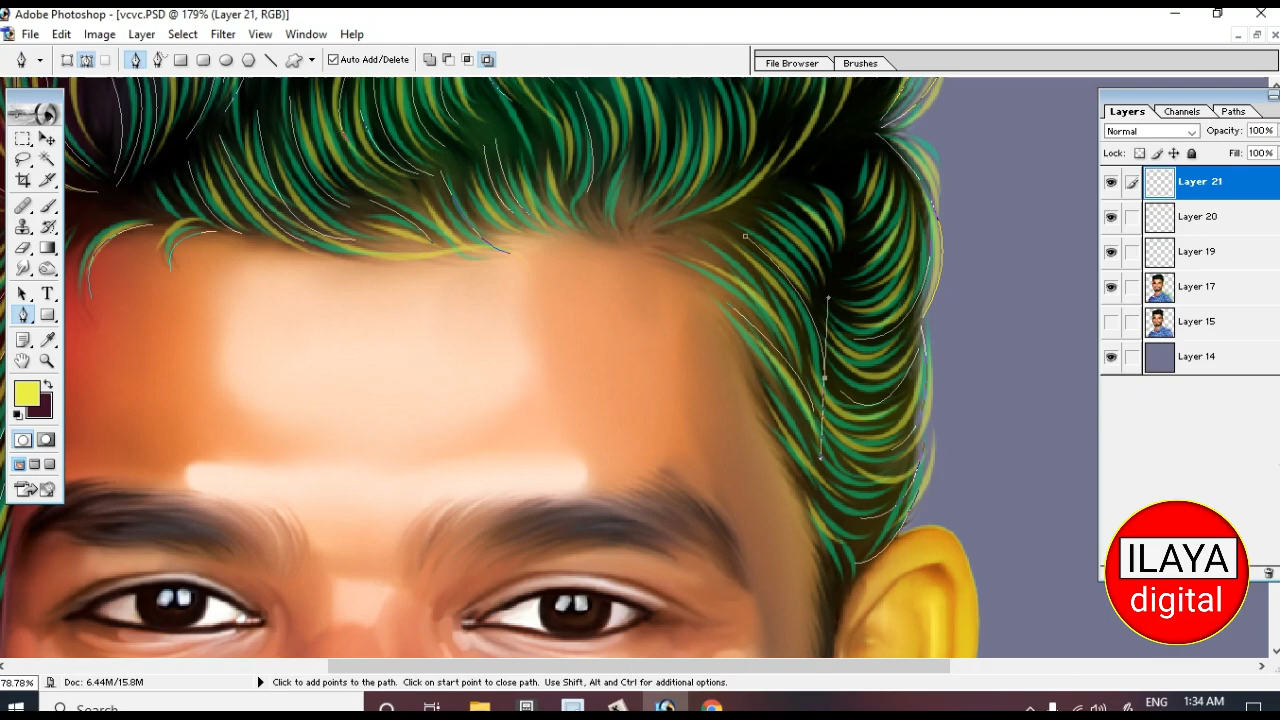 Adobe Photoshop - [vcvc.PSD @ 179% (Layer 21, RGB)]
File Edit Image Layer Select Filter View Window Help
Auto Add/Delete
File Browser Brushes
Layers Channels Paths
Normal Opacity: 100%
Lock: Fill: 100%
Layer 21
Layer 20
Layer 19
Layer 17
Layer 15
Layer 14
T
ILAYA
digital
78.78% Doc: 6.44M/15.8M Click to add points to the path. Click on start point to close path. Use Shift, Alt and Ctrl for additional options.
Search ENG 1:34 AM